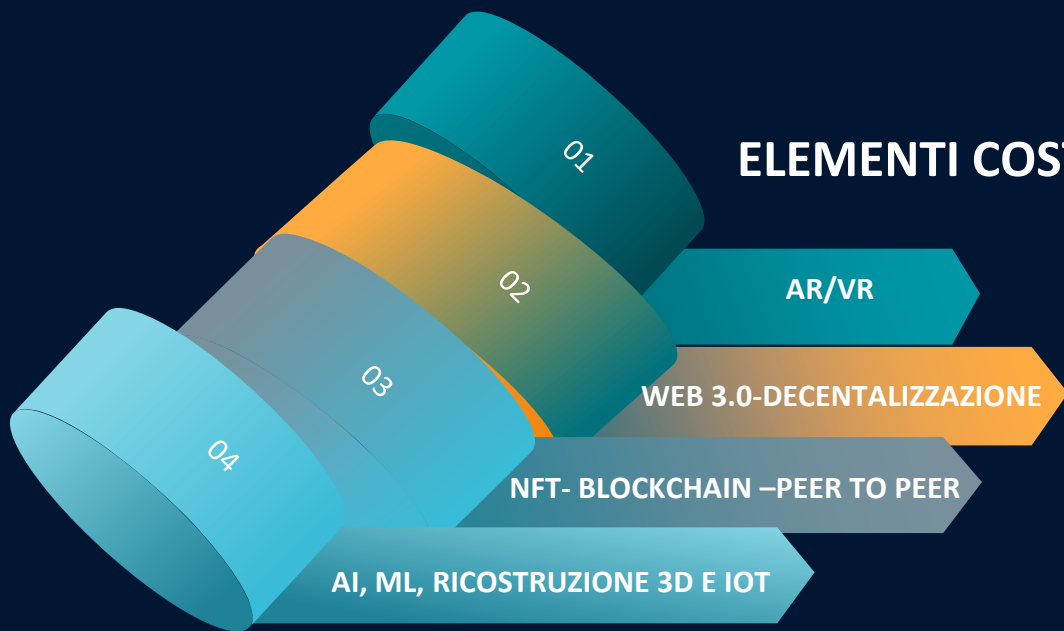 ELEMENTI COST
01
AR/VR
02
WEB 3.0-DECENTALIZZAZIONE
03
NFT- BLOCKCHAIN –PEER TO PEER
04
AI, ML, RICOSTRUZIONE 3D E IOT